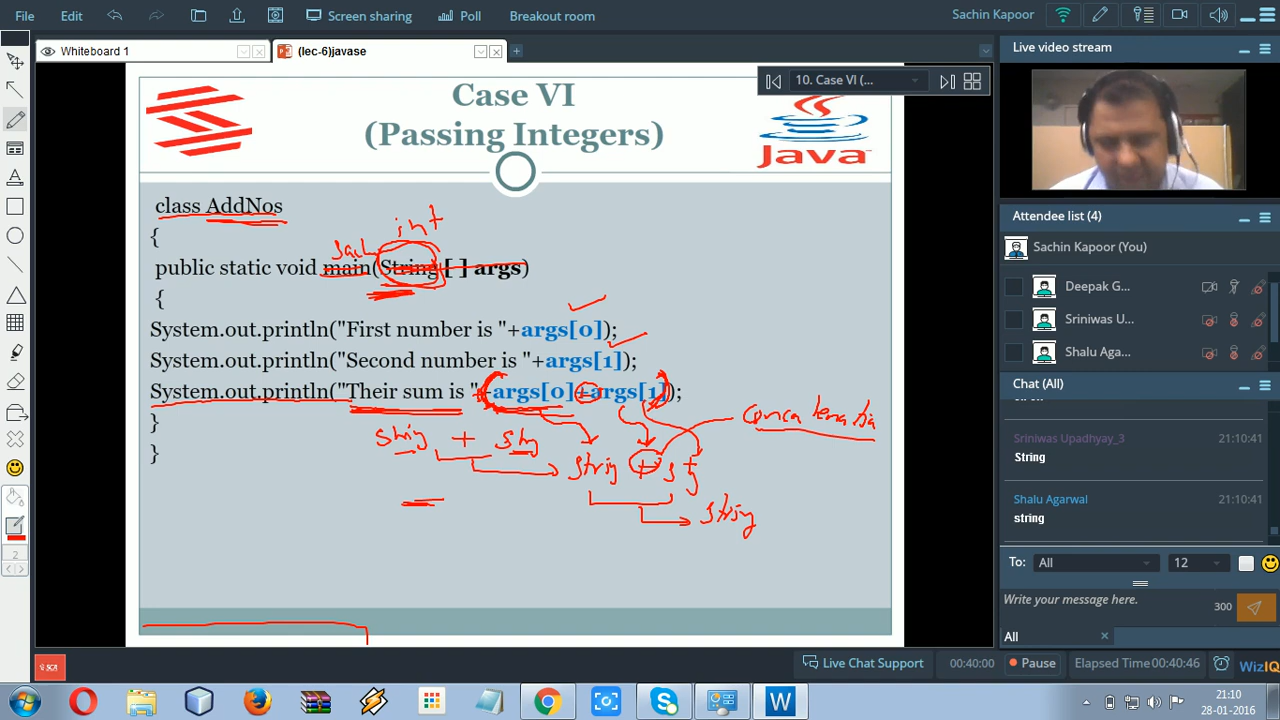 File Edit Screen sharing Poll Breakout room Sachin Kapoor
Whiteboard 1 (lec-6)javase
10. Case VI (...
Live video stream
Case VI
(Passing Integers)
Java
class AddNos
{
int
public static void main(String[ ] args)
{
System.out.println("First number is "+args[0]);
System.out.println("Second number is "+args[1]);
System.out.println("Their sum is "+args[0]+args[1]);
}
}
string +
string +
string
Attendee list (4)
Sachin Kapoor (You)
Deepak G...
Sriniwas U...
Shalu Aga...
Chat (All)
Sriniwas Upadhyay_3 21:10:41
String
Shalu Agarwal 21:10:41
string
To: All 12
Write your message here. 300
All
2
Live Chat Support 00:40:00 Pause Elapsed Time 00:40:46 WizIQ
21:10
28-01-2016